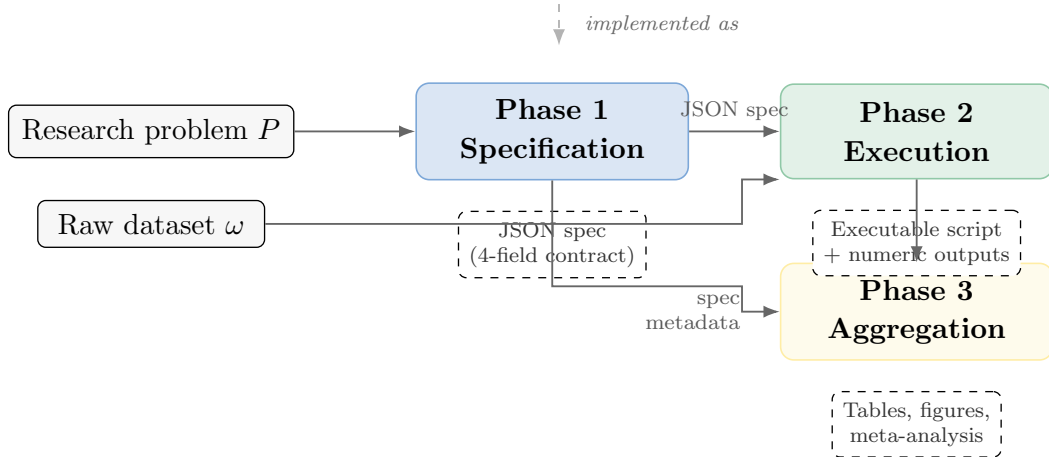 implemented as
Research problem P
Phase 1
Specification
JSON spec
Phase 2
Execution
Raw dataset ω
JSON spec
(4-field contract)
Executable script
+ numeric outputs
spec
metadata
Phase 3
Aggregation
Tables, figures,
meta-analysis